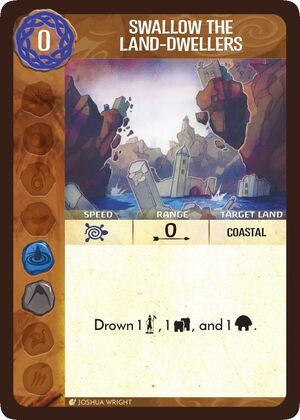 0
SWALLOW THE
LAND-DWELLERS
SPEED RANGE TARGET LAND
0 COASTAL
Drown 1 , 1 , and 1 .
JOSHUA WRIGHT